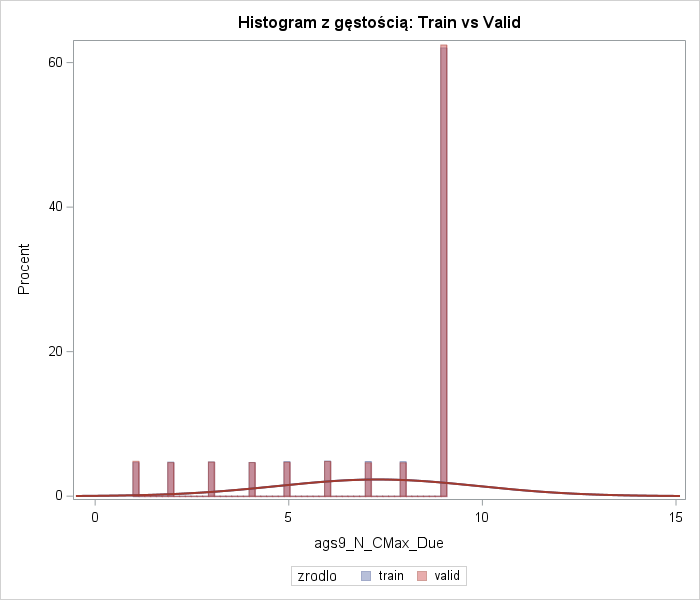 Histogram z gęstością: Train vs Valid
60
40
20
0
Procent
0 5 10 15
ags9_N_CMax_Due
zrodlo train valid